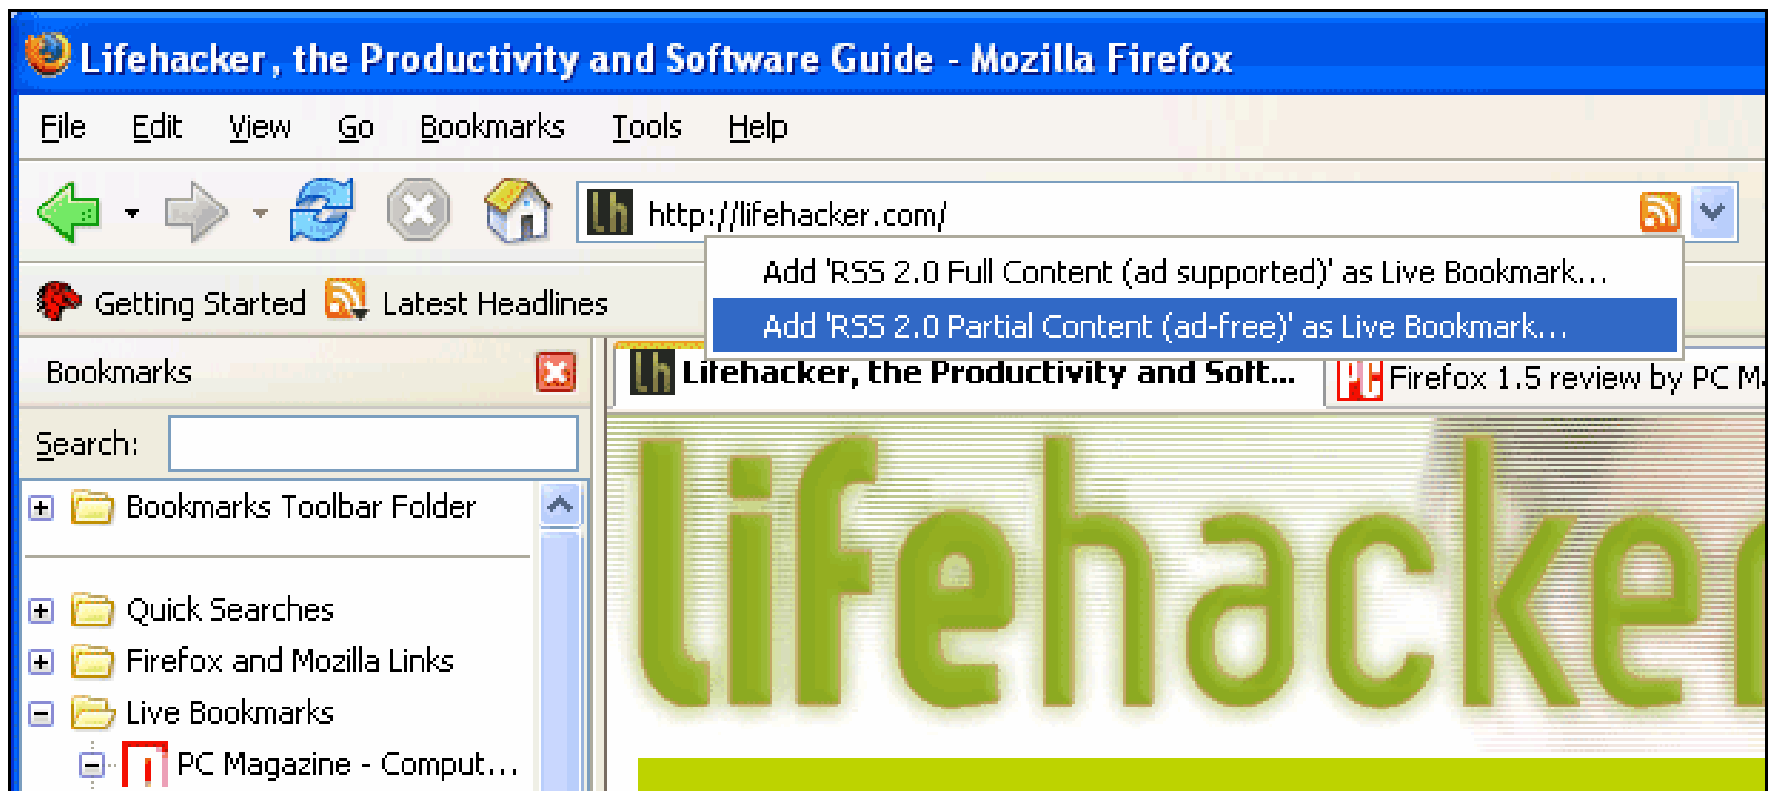 Lifehacker, the Productivity and Software Guide - Mozilla Firefox
File Edit View Go Bookmarks Tools Help
lh http://lifehacker.com/
Add 'RSS 2.0 Full Content (ad supported)' as Live Bookmark...
Add 'RSS 2.0 Partial Content (ad-free)' as Live Bookmark...
Getting Started Latest Headlines
Bookmarks
lh Lifehacker, the Productivity and Soft...
PC Firefox 1.5 review by PC M
Search:
Bookmarks Toolbar Folder
Quick Searches
Firefox and Mozilla Links
Live Bookmarks
PC Magazine - Comput...
lifehacker